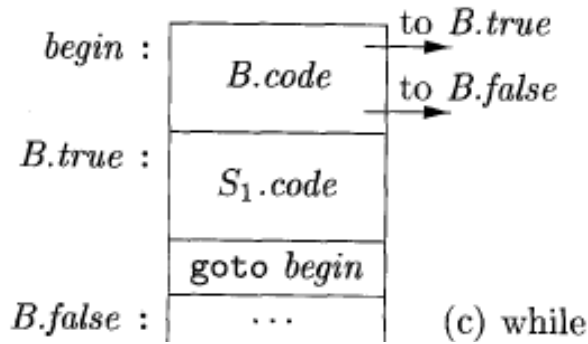 to B.true
begin :
B.code
to B.false
B.true :
S₁.code
goto begin
B.false : ...
(c) while